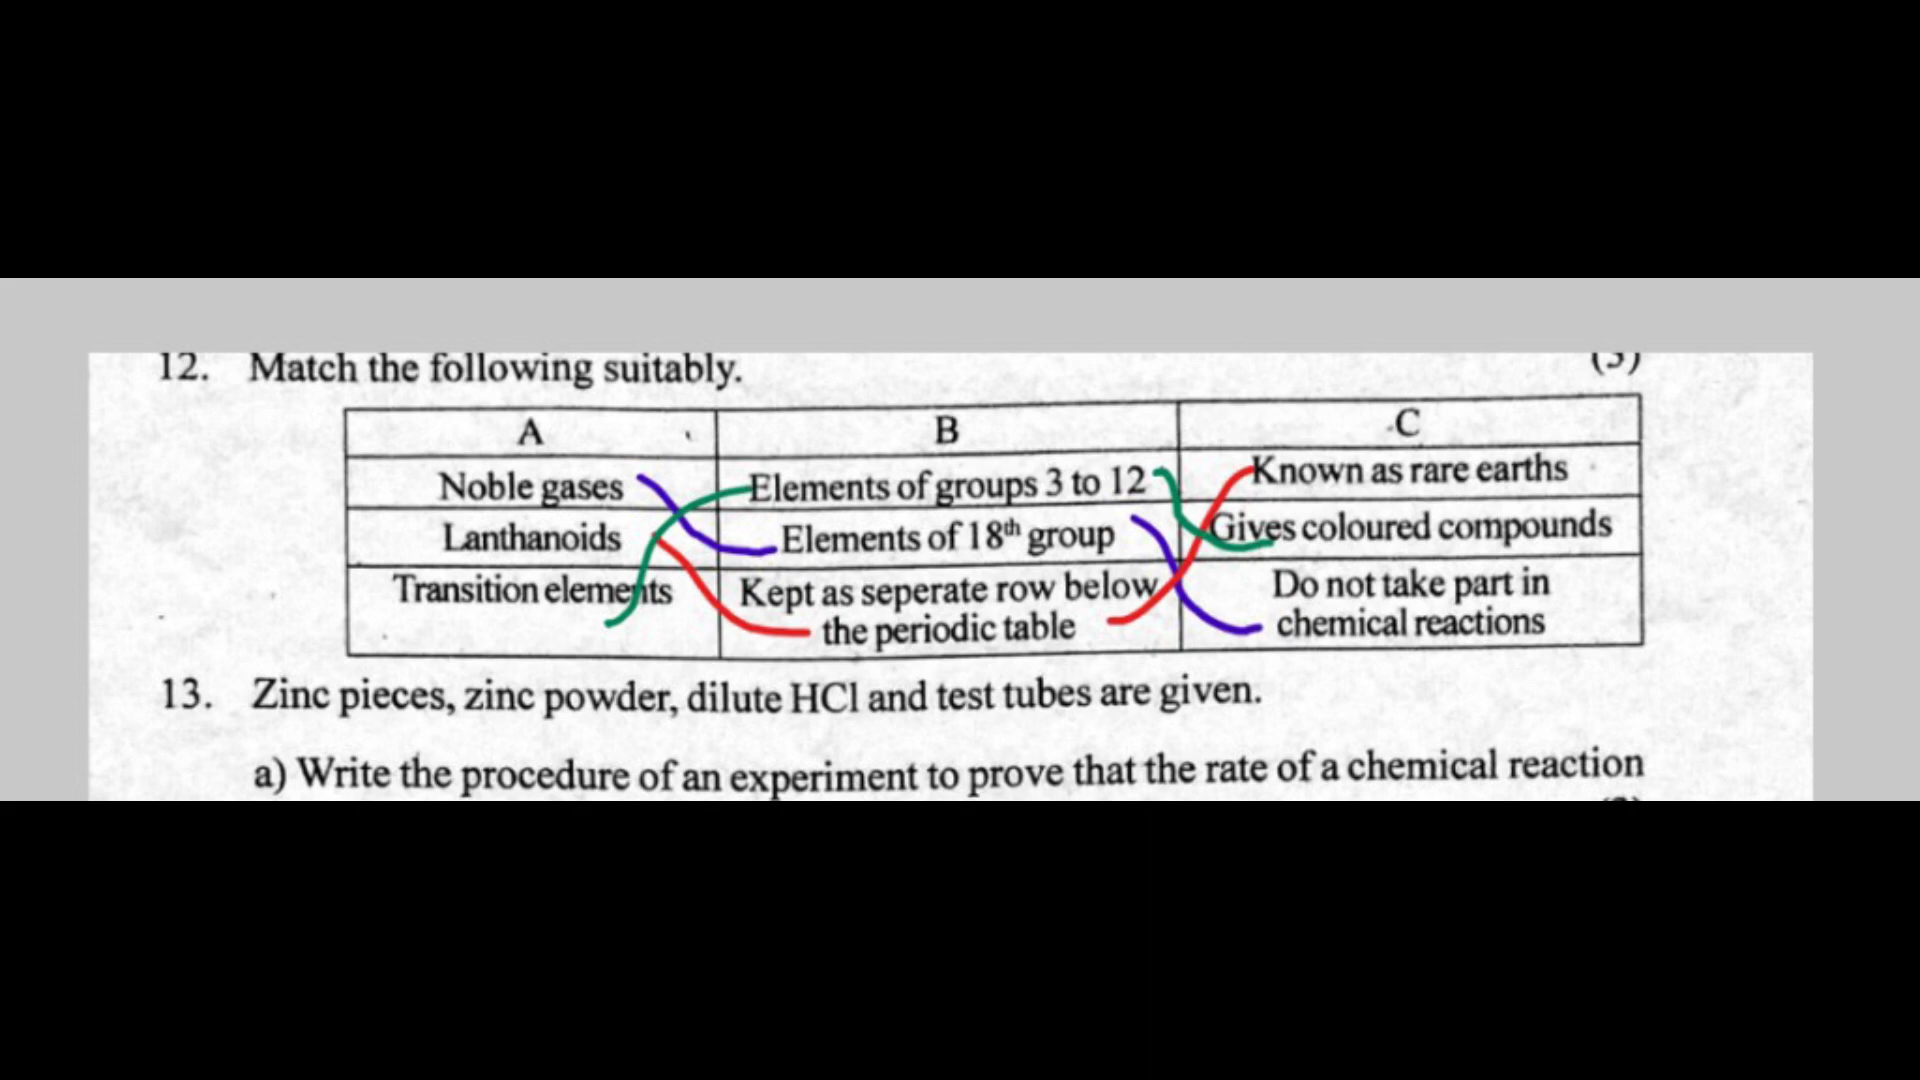 12. Match the following suitably. (3)
A B C
Noble gases Elements of groups 3 to 12 Known as rare earths
Lanthanoids Elements of 18th group Gives coloured compounds
Transition elements Kept as seperate row below Do not take part in
the periodic table chemical reactions
13. Zinc pieces, zinc powder, dilute HCl and test tubes are given.
a) Write the procedure of an experiment to prove that the rate of a chemical reaction